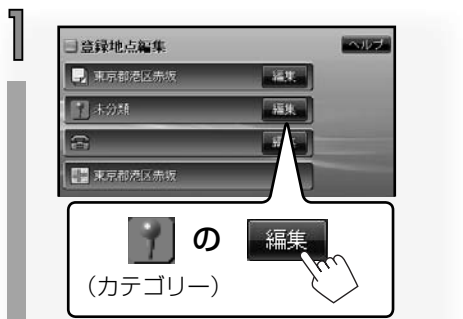 1
登録地点編集 ヘルプ
東京都港区赤坂 編集
未分類 編集
東京都港区赤坂
の 編集
(カテゴリー)